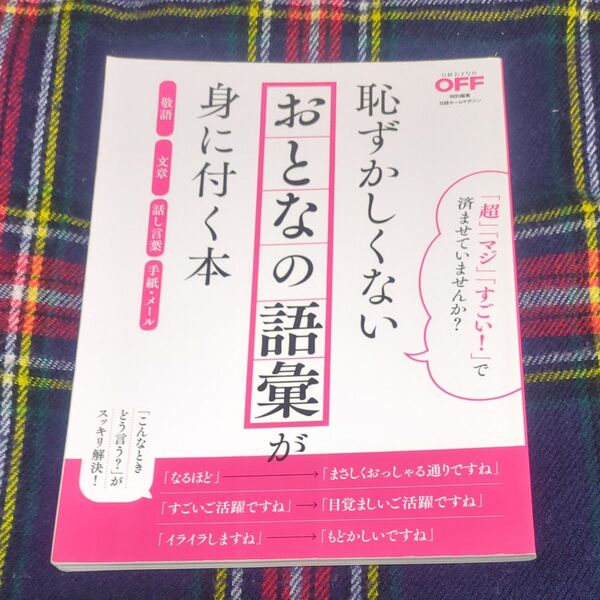 日経おとなの
OFF
特別編集
日経ホームマガジン
「超」「マジ」「すごい！」で
済ませていませんか？
恥ずかしくない
おとなの語彙が
身に付く本
敬語
文章
話し言葉
手紙・メール
「こんなとき
どう言う？」が
スッキリ解決！
「なるほど」→「まさしくおっしゃる通りですね」
「すごいご活躍ですね」→「目覚ましいご活躍ですね」
「イライラしますね」→「もどかしいですね」